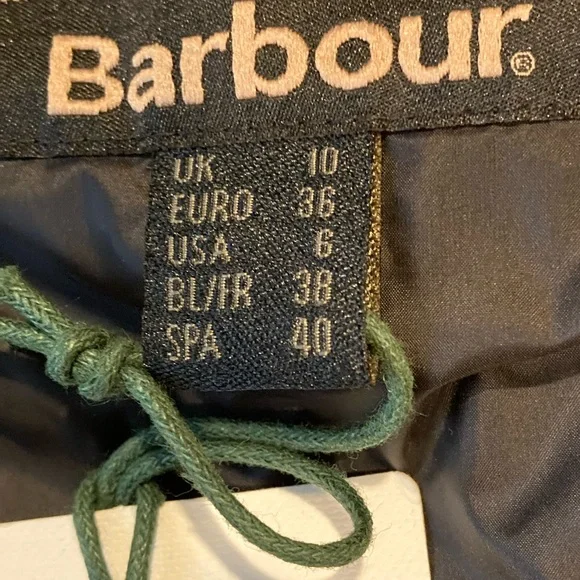 Barbour®
UK 10
EURO 36
USA 6
BL/FR 38
SPA 40